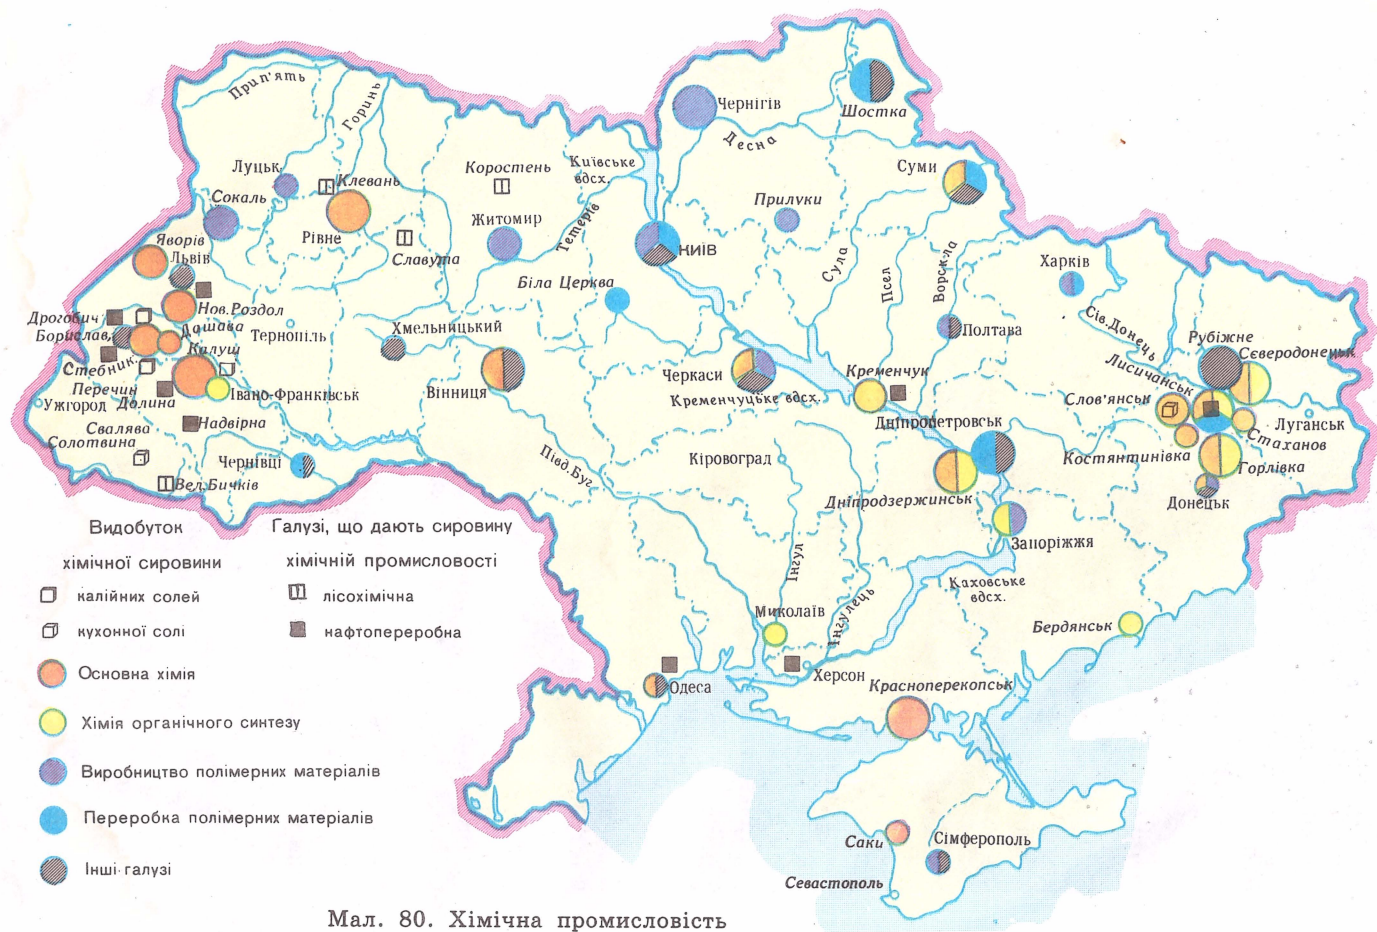 Прип'ять
Горинь
Чернігів
Шостка
Десна
Луцьк
Клевань
Коростень
Київське
вдсх.
Суми
Сокаль
Рівне
Славута
Житомир
Тетерів
Прилуки
КИЇВ
Яворів
Львів
Сула
Псел
Ворскла
Харків
Біла Церква
Нов.Роздол
Дрогобич
Борислав
Дашава
Тернопіль
Хмельницький
Полтава
Сів.Донець
Рубіжне
Сєверодонецьк
Лисичанськ
Стебник
Калуш
Перечин
Ужгород
Долина
Івано-Франківськ
Вінниця
Черкаси
Кременчуцьке вдсх.
Кременчук
Слов'янськ
Луганськ
Стаханов
Свалява
Солотвина
Надвірна
Дніпропетровськ
Костянтинівка
Горлівка
Чернівці
Півд.Буг
Кіровоград
Вел.Бичків
Дніпродзержинськ
Донецьк
Запоріжжя
Інгул
Інгулець
Каховське
вдсх.
Миколаїв
Бердянськ
Херсон
Одеса
Красноперекопськ
Саки
Сімферополь
Севастополь
Видобуток
хімічної сировини
калійних солей
кухонної солі
Галузі, що дають сировину
хімічній промисловості
лісохімічна
нафтопереробна
Основна хімія
Хімія органічного синтезу
Виробництво полімерних матеріалів
Переробка полімерних матеріалів
Інші галузі
Мал. 80. Хімічна промисловість